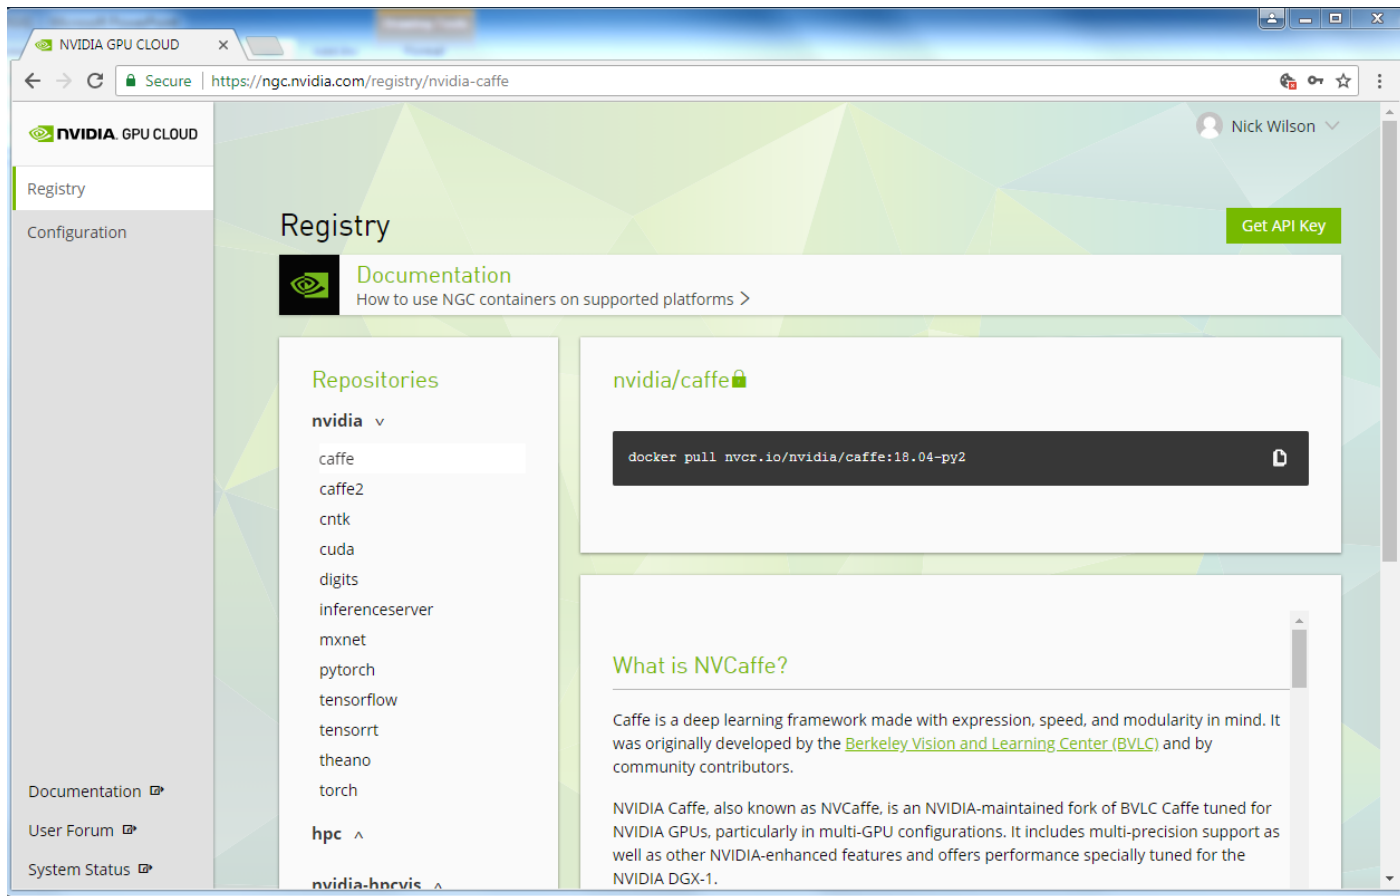 NVIDIA GPU CLOUD
Secure
https://ngc.nvidia.com/registry/nvidia-caffe
NVIDIA. GPU CLOUD
Nick Wilson
Registry
Configuration
Registry
Get API Key
Documentation
How to use NGC containers on supported platforms >
Repositories
nvidia
caffe
caffe2
cntk
cuda
digits
inferenceserver
mxnet
pytorch
tensorflow
tensorrt
theano
torch
hpc
nvidia-hpcvis
nvidia/caffe
docker pull nvcr.io/nvidia/caffe:18.04-py2
What is NVCaffe?
Caffe is a deep learning framework made with expression, speed, and modularity in mind. It
was originally developed by the Berkeley Vision and Learning Center (BVLC) and by
community contributors.
NVIDIA Caffe, also known as NVCaffe, is an NVIDIA-maintained fork of BVLC Caffe tuned for
NVIDIA GPUs, particularly in multi-GPU configurations. It includes multi-precision support as
well as other NVIDIA-enhanced features and offers performance specially tuned for the
NVIDIA DGX-1.
Documentation
User Forum
System Status